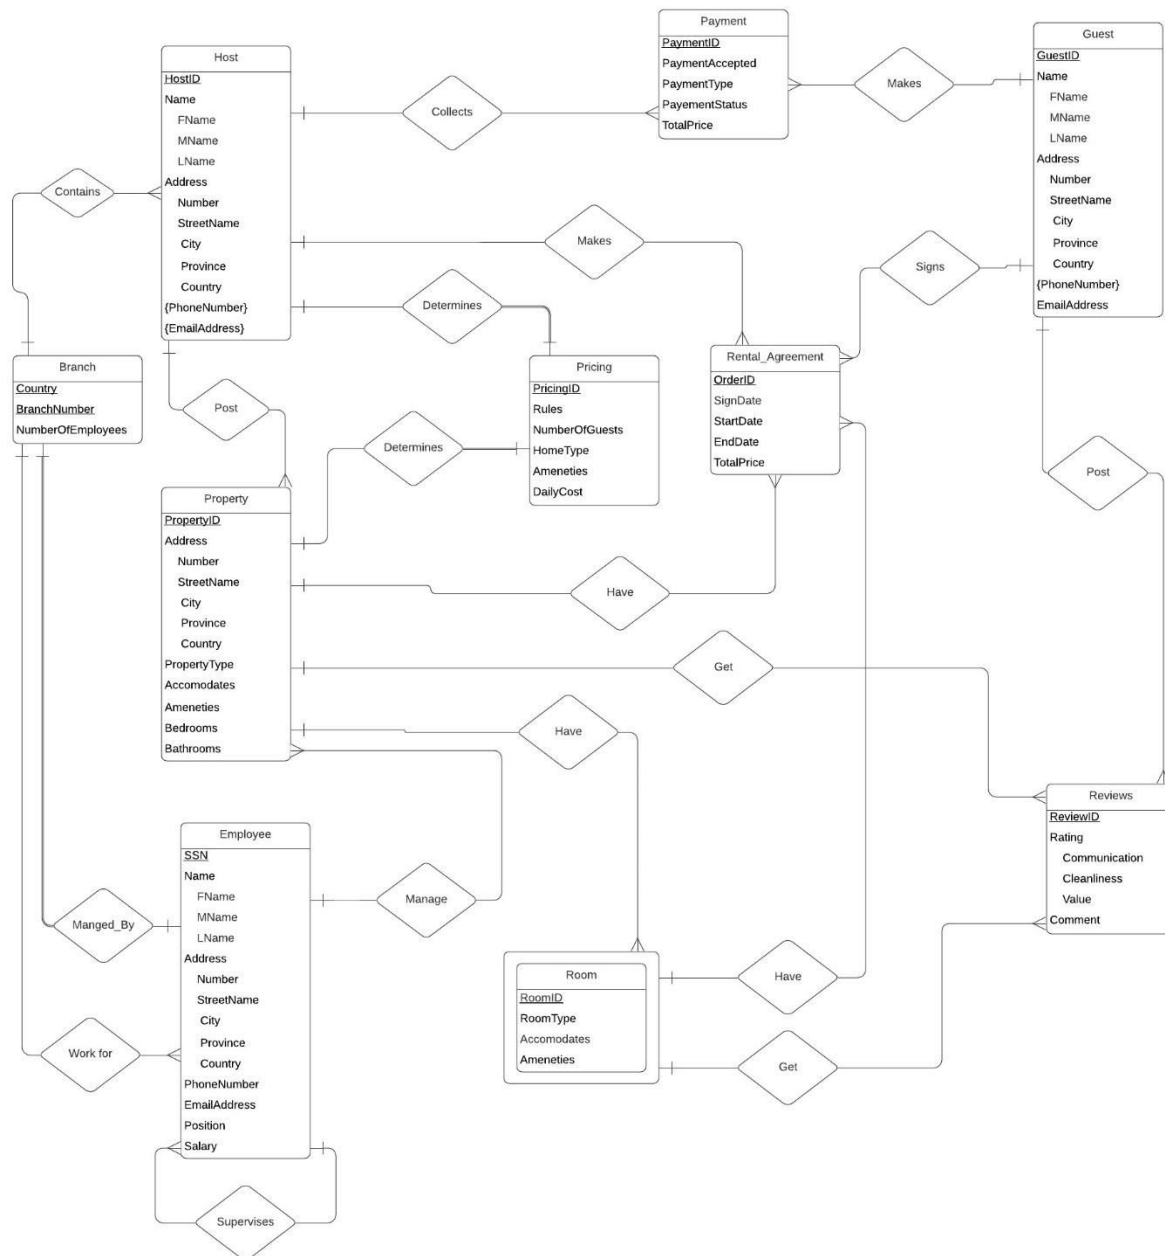 Payment
PaymentID
PaymentAccepted
PaymentType
PayementStatus
TotalPrice
Guest
GuestID
Name
FName
MName
LName
Address
Number
StreetName
City
Province
Country
{PhoneNumber}
EmailAddress
Host
HostID
Name
FName
MName
LName
Address
Number
StreetName
City
Province
Country
{PhoneNumber}
{EmailAddress}
Collects
Makes
Contains
Makes
Signs
Determines
Branch
Country
BranchNumber
NumberOfEmployees
Post
Pricing
PricingID
Rules
NumberOfGuests
HomeType
Ameneties
DailyCost
Rental_Agreement
OrderID
SignDate
StartDate
EndDate
TotalPrice
Determines
Post
Property
PropertyID
Address
Number
StreetName
City
Province
Country
PropertyType
Accomodates
Ameneties
Bedrooms
Bathrooms
Have
Get
Have
Reviews
ReviewID
Rating
Communication
Cleanliness
Value
Comment
Employee
SSN
Name
FName
MName
LName
Address
Number
StreetName
City
Province
Country
PhoneNumber
EmailAddress
Position
Salary
Manage
Manged_By
Work for
Room
RoomID
RoomType
Accomodates
Ameneties
Have
Get
Supervises